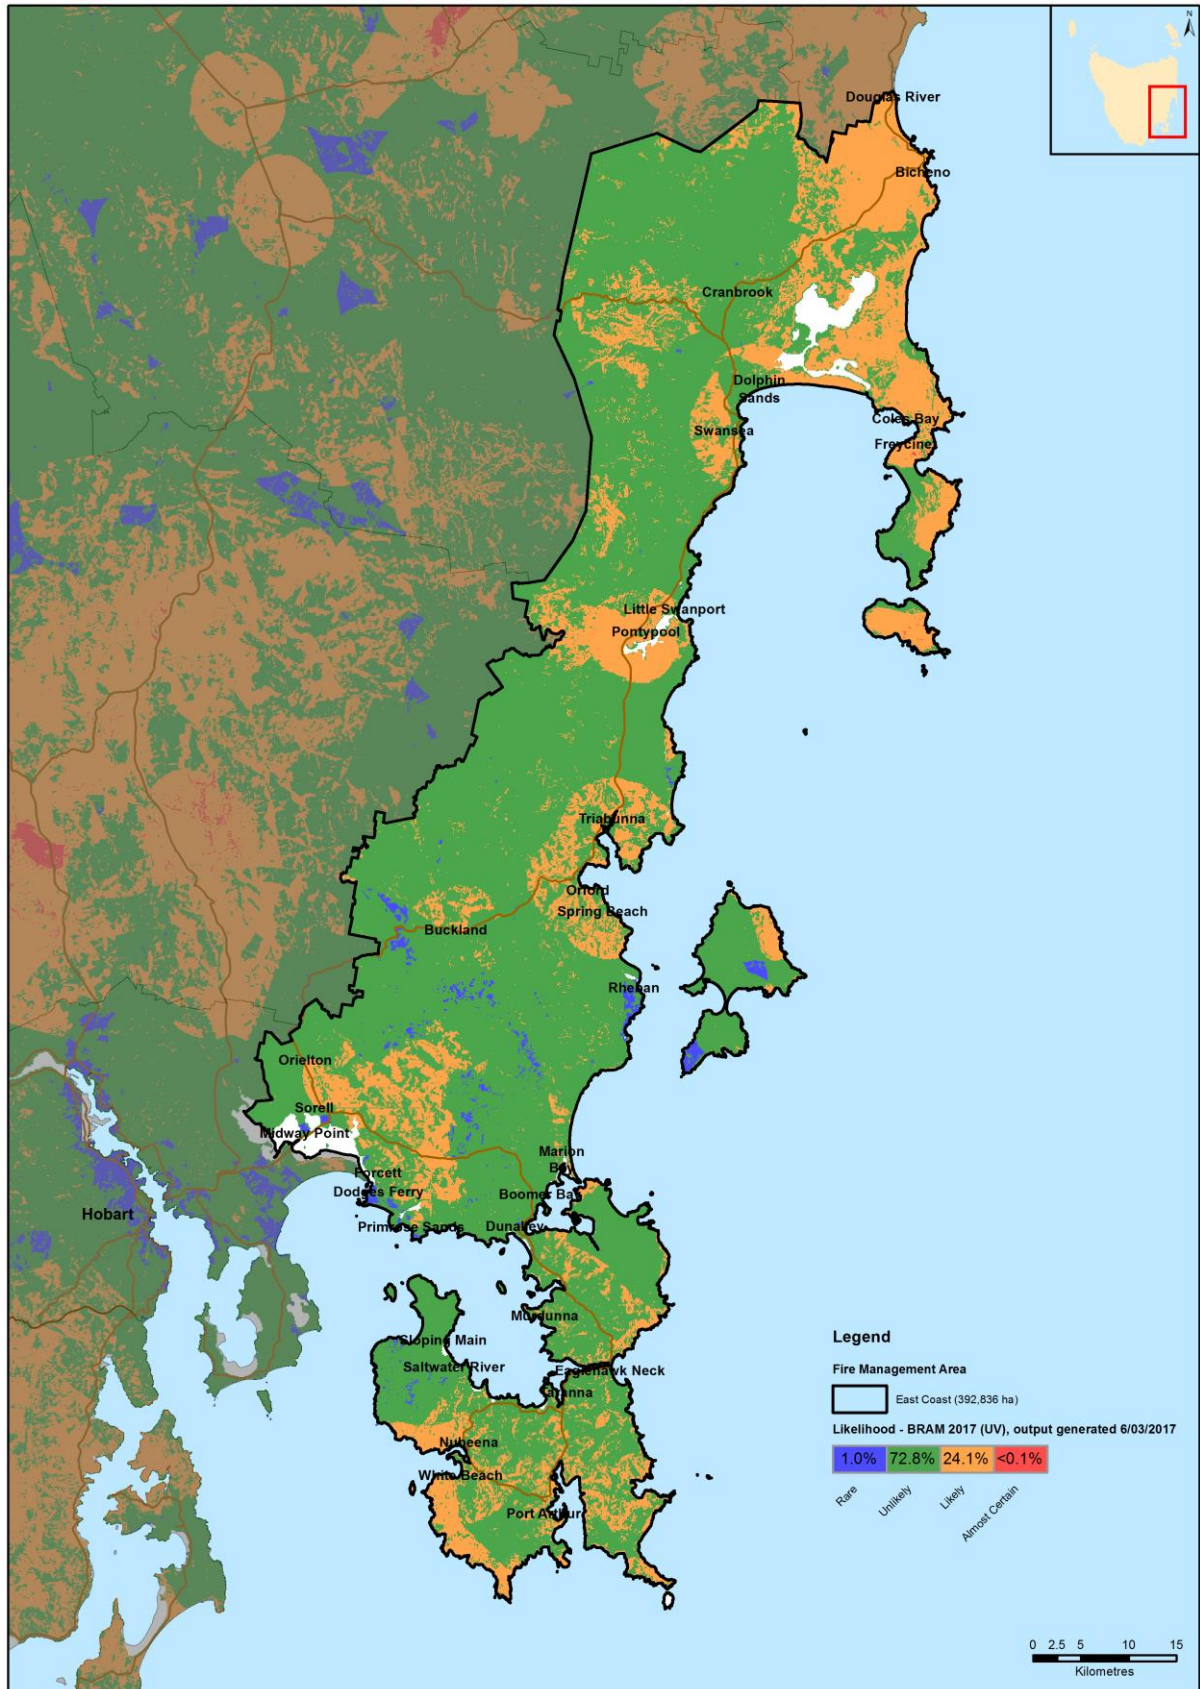 N
Douglas River
Bicheno
Cranbrook
Dolphin
Sands
Coles Bay
Swansea
Freycinet
Little Swanport
Pontypool
Triabunna
Orford
Spring Beach
Buckland
Rheban
Orielton
Sorell
Midway Point
Marion
Bay
Forcett
Dodges Ferry
Boomer Bay
Hobart
Primrose Sands
Dunalley
Murdunna
Sloping Main
Saltwater River
Eaglehawk Neck
Taranna
Nubeena
White Beach
Port Arthur
Legend
Fire Management Area
East Coast (392,836 ha)
Likelihood - BRAM 2017 (UV), output generated 6/03/2017
1.0% 72.8% 24.1% <0.1%
Rare Unlikely Likely Almost Certain
0 2.5 5 10 15
Kilometres